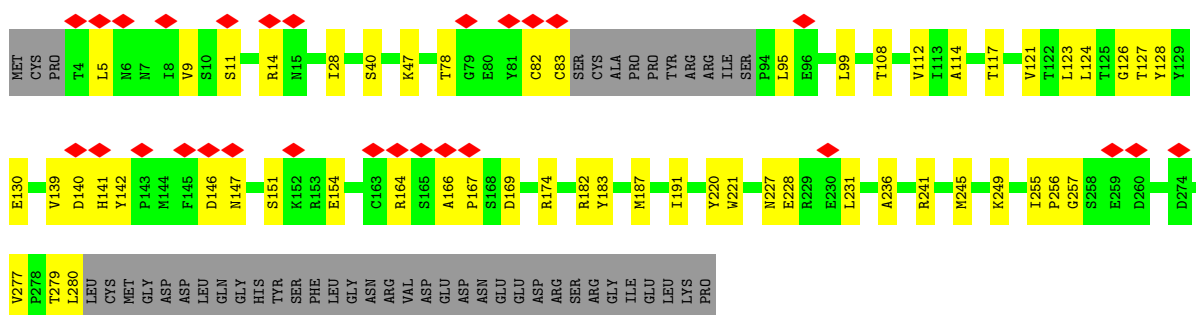 MET CYS PRO T4 L5 N6 N7 I8 V9 S10 S11 R14 N15 I28 S40 K47 T78 G79 E80 Y81 C82 C83 SER CYS ALA PRO PRO TYR ARG ARG ILE SER P94 L95 E96 L99 T108 V112 I113 A114 T117 V121 T122 L123 L124 T125 G126 T127 Y128 Y129
E130 V139 D140 H141 Y142 P143 M144 F145 D146 N147 S151 K152 R153 E154 C163 R164 S165 A166 P167 S168 D169 R174 R182 Y183 M187 I191 Y220 W221 N227 E228 R229 E230 L231 A236 R241 M245 K249 I255 P256 G257 S258 E259 D260 D274
V277 P278 T279 L280 LEU CYS MET GLY ASP ASP LEU GLN GLY HIS TYR SER PHE LEU GLY ASN ARG VAL ASP GLU ASP ASN GLU GLU ASP ARG SER ARG GLY ILE GLU LEU LYS PRO